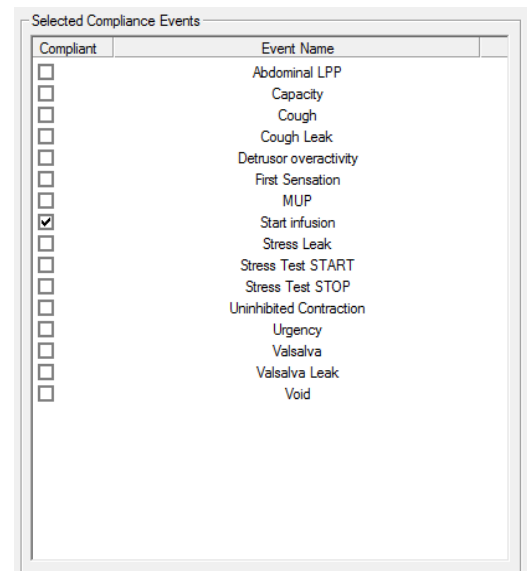 Selected Compliance Events
Compliant Event Name
Abdominal LPP
Capacity
Cough
Cough Leak
Detrusor overactivity
First Sensation
MUP
Start infusion
Stress Leak
Stress Test START
Stress Test STOP
Uninhibited Contraction
Urgency
Valsalva
Valsalva Leak
Void